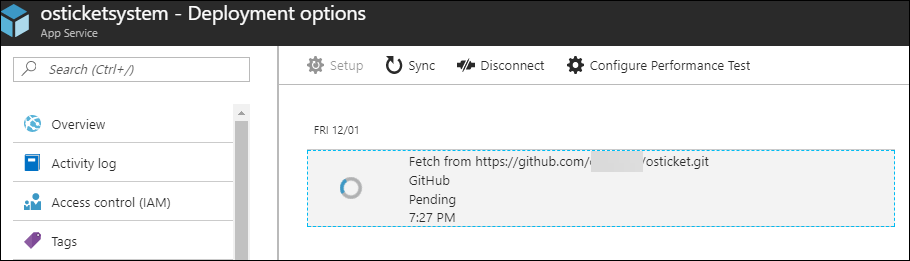 osticketsystem - Deployment options
App Service
Search (Ctrl+/)
Setup
Sync
Disconnect
Configure Performance Test
Overview
Activity log
Access control (IAM)
Tags
FRI 12/01
Fetch from https://github.com/ /osticket.git
GitHub
Pending
7:27 PM